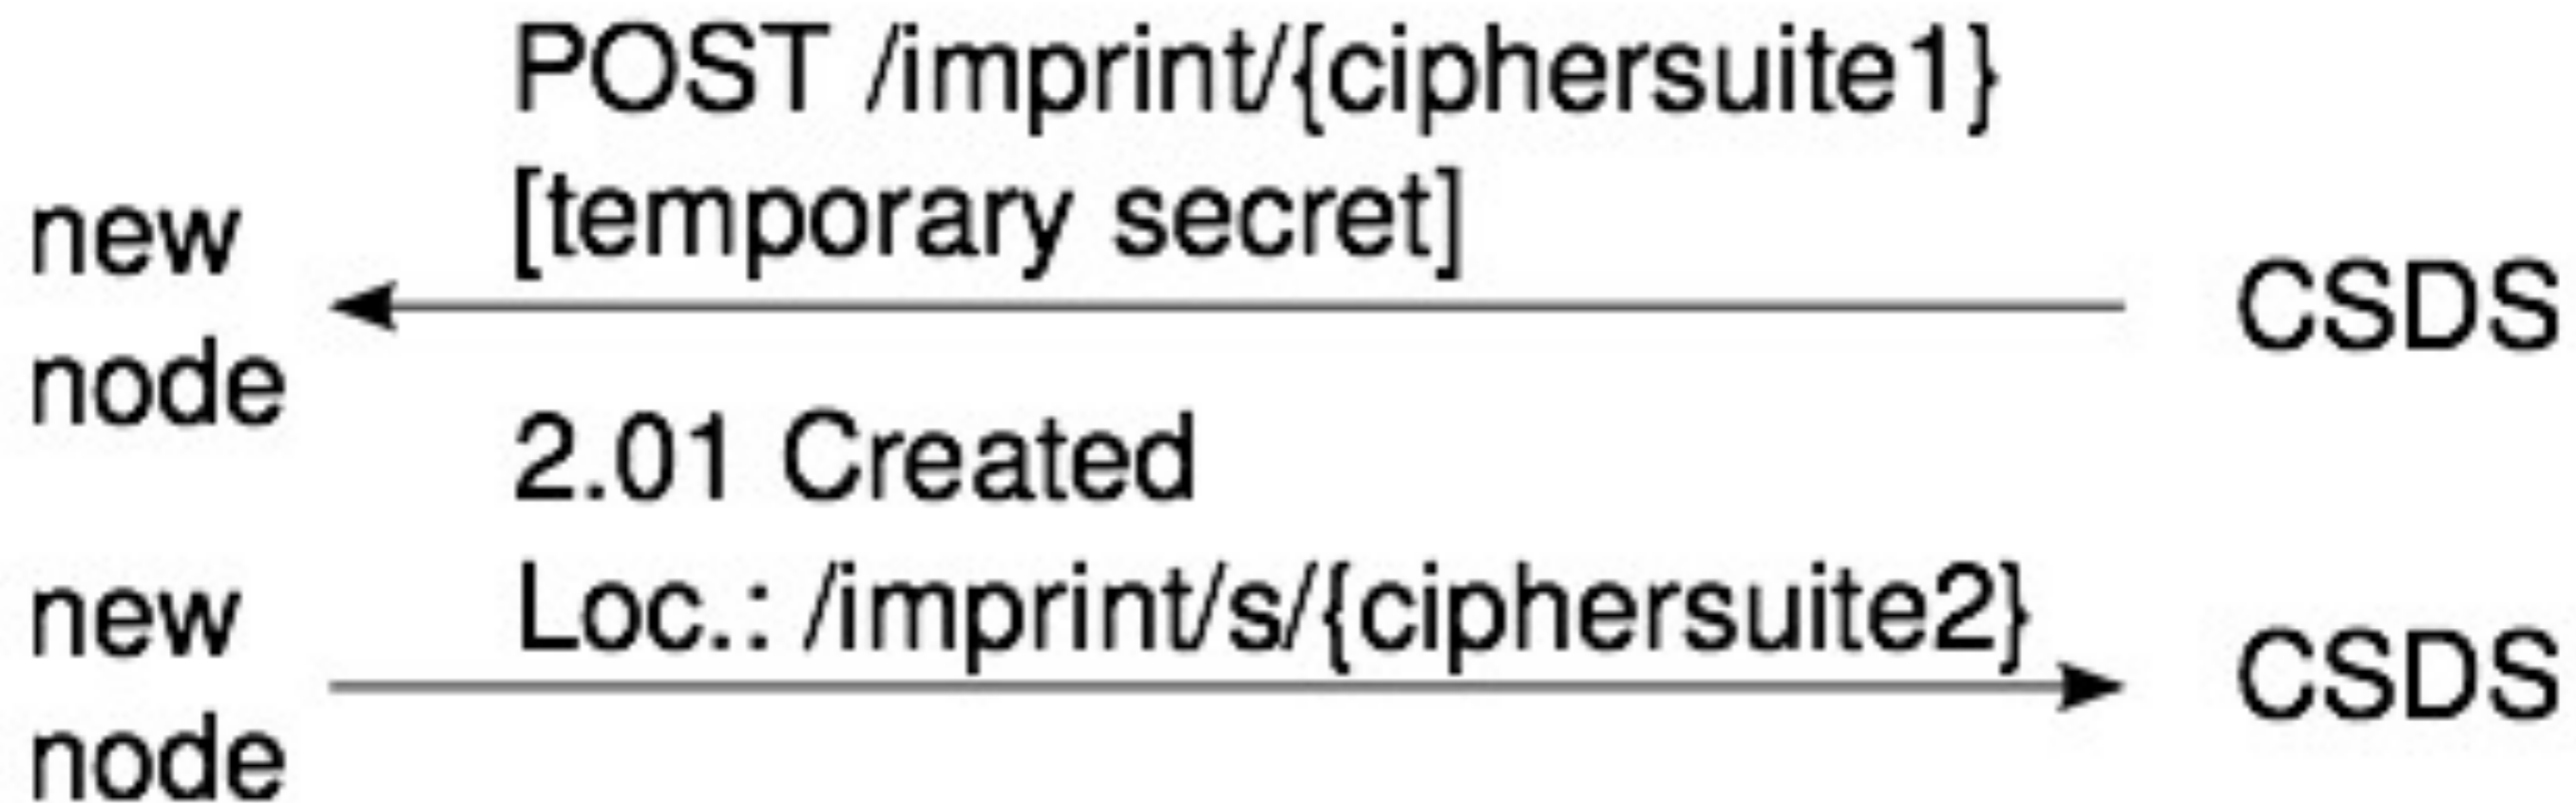 POST /imprint/{ciphersuite1}
[temporary secret]
new
node
CSDS
2.01 Created
Loc.: /imprint/s/{ciphersuite2}
new
node
CSDS